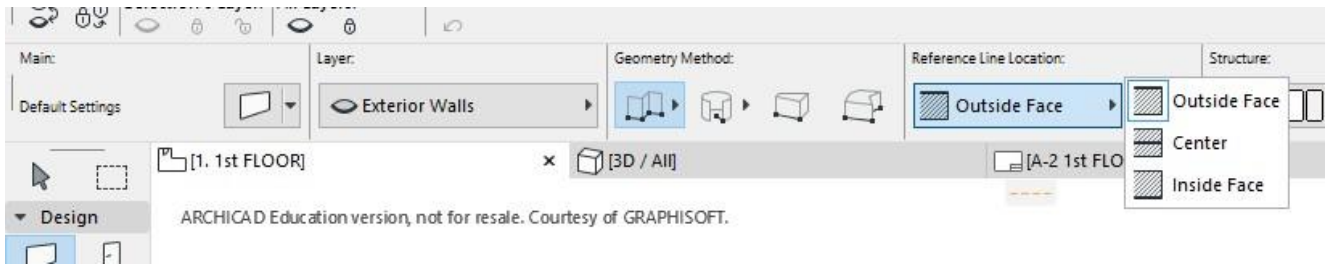 Main:
Layer:
Geometry Method:
Reference Line Location:
Structure:
Default Settings
Exterior Walls
Outside Face
Outside Face
Center
Inside Face
[1. 1st FLOOR]
[3D / All]
[A-2 1st FLO
Design
ARCHICAD Education version, not for resale. Courtesy of GRAPHISOFT.